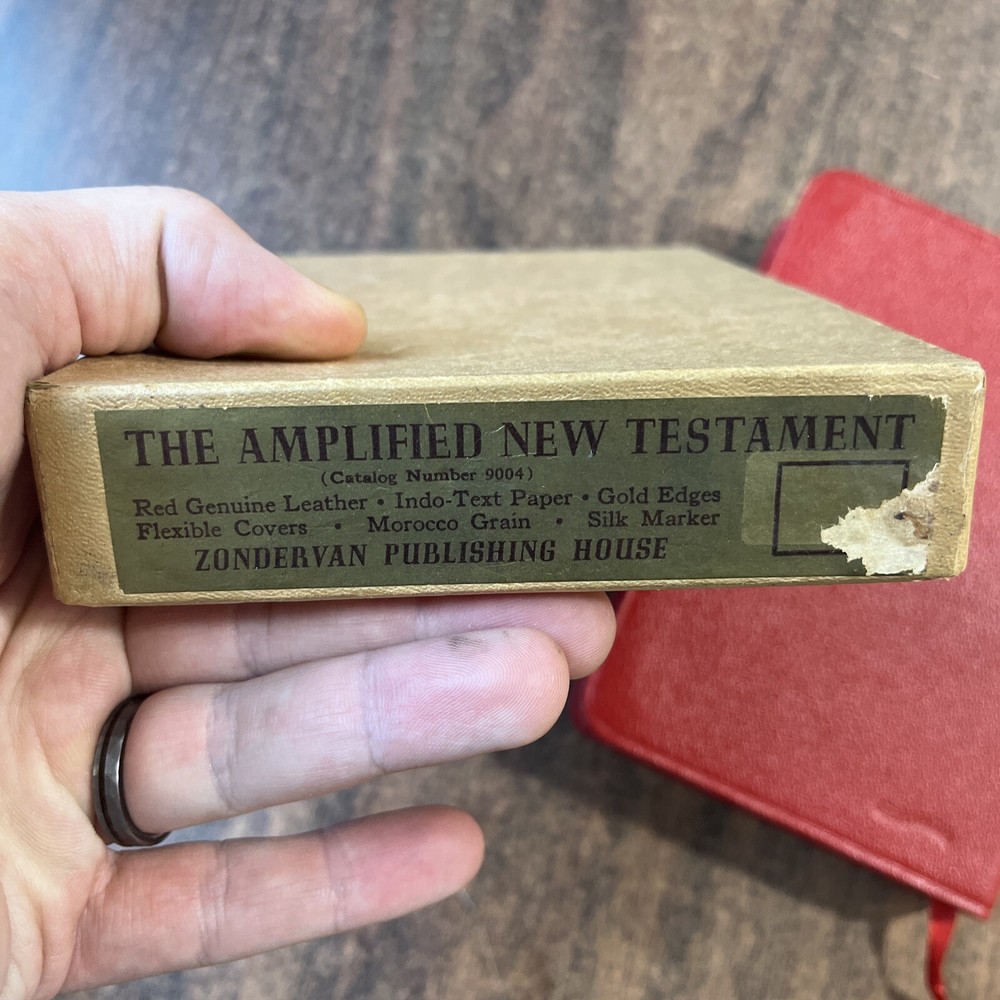 THE AMPLIFIED NEW TESTAMENT
(Catalog Number 9004)
Red Genuine Leather • Indo-Text Paper • Gold Edges
Flexible Covers • Morocco Grain • Silk Marker
ZONDERVAN PUBLISHING HOUSE